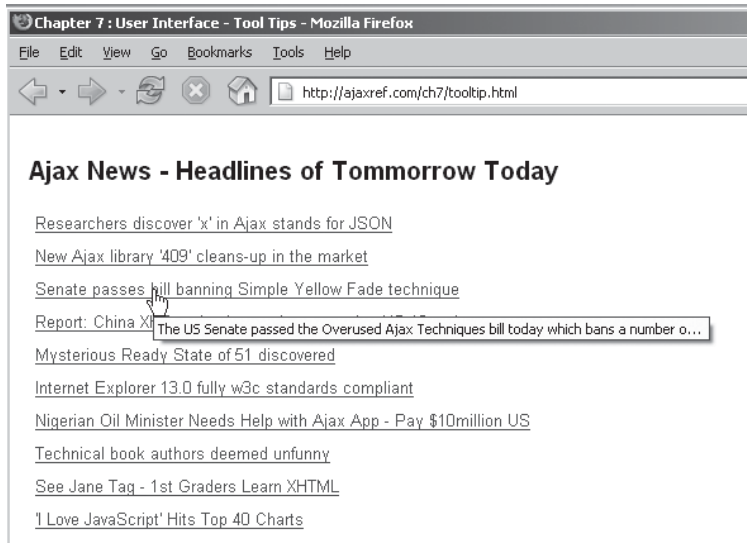 Chapter 7 : User Interface - Tool Tips - Mozilla Firefox
File Edit View Go Bookmarks Tools Help
http://ajaxref.com/ch7/tooltip.html
Ajax News - Headlines of Tommorrow Today
Researchers discover 'x' in Ajax stands for JSON
New Ajax library '409' cleans-up in the market
Senate passes bill banning Simple Yellow Fade technique
Report: China
The US Senate passed the Overused Ajax Techniques bill today which bans a number o...
Mysterious Ready State of 51 discovered
Internet Explorer 13.0 fully w3c standards compliant
Nigerian Oil Minister Needs Help with Ajax App - Pay $10million US
Technical book authors deemed unfunny
See Jane Tag - 1st Graders Learn XHTML
'I Love JavaScript' Hits Top 40 Charts